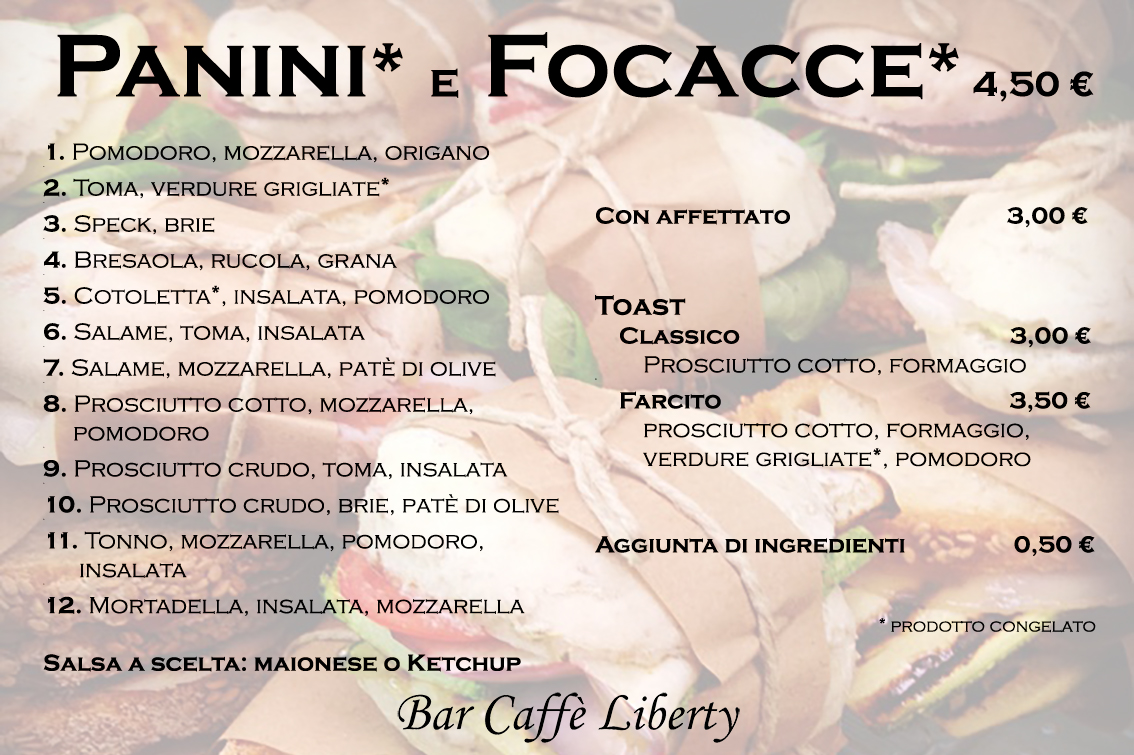 PANINI* E FOCACCE* 4,50 €
1. POMODORO, MOZZARELLA, ORIGANO
2. TOMA, VERDURE GRIGLIATE*
3. SPECK, BRIE
4. BRESAOLA, RUCOLA, GRANA
5. COTOLETTA*, INSALATA, POMODORO
6. SALAME, TOMA, INSALATA
7. SALAME, MOZZARELLA, PATÈ DI OLIVE
8. PROSCIUTTO COTTO, MOZZARELLA,
POMODORO
9. PROSCIUTTO CRUDO, TOMA, INSALATA
10. PROSCIUTTO CRUDO, BRIE, PATÈ DI OLIVE
11. TONNO, MOZZARELLA, POMODORO,
INSALATA
12. MORTADELLA, INSALATA, MOZZARELLA
SALSA A SCELTA: MAIONESE O KETCHUP
CON AFFETTATO 3,00 €
TOAST
CLASSICO 3,00 €
PROSCIUTTO COTTO, FORMAGGIO
FARCITO 3,50 €
PROSCIUTTO COTTO, FORMAGGIO,
VERDURE GRIGLIATE*, POMODORO
AGGIUNTA DI INGREDIENTI 0,50 €
* PRODOTTO CONGELATO
Bar Caffè Liberty